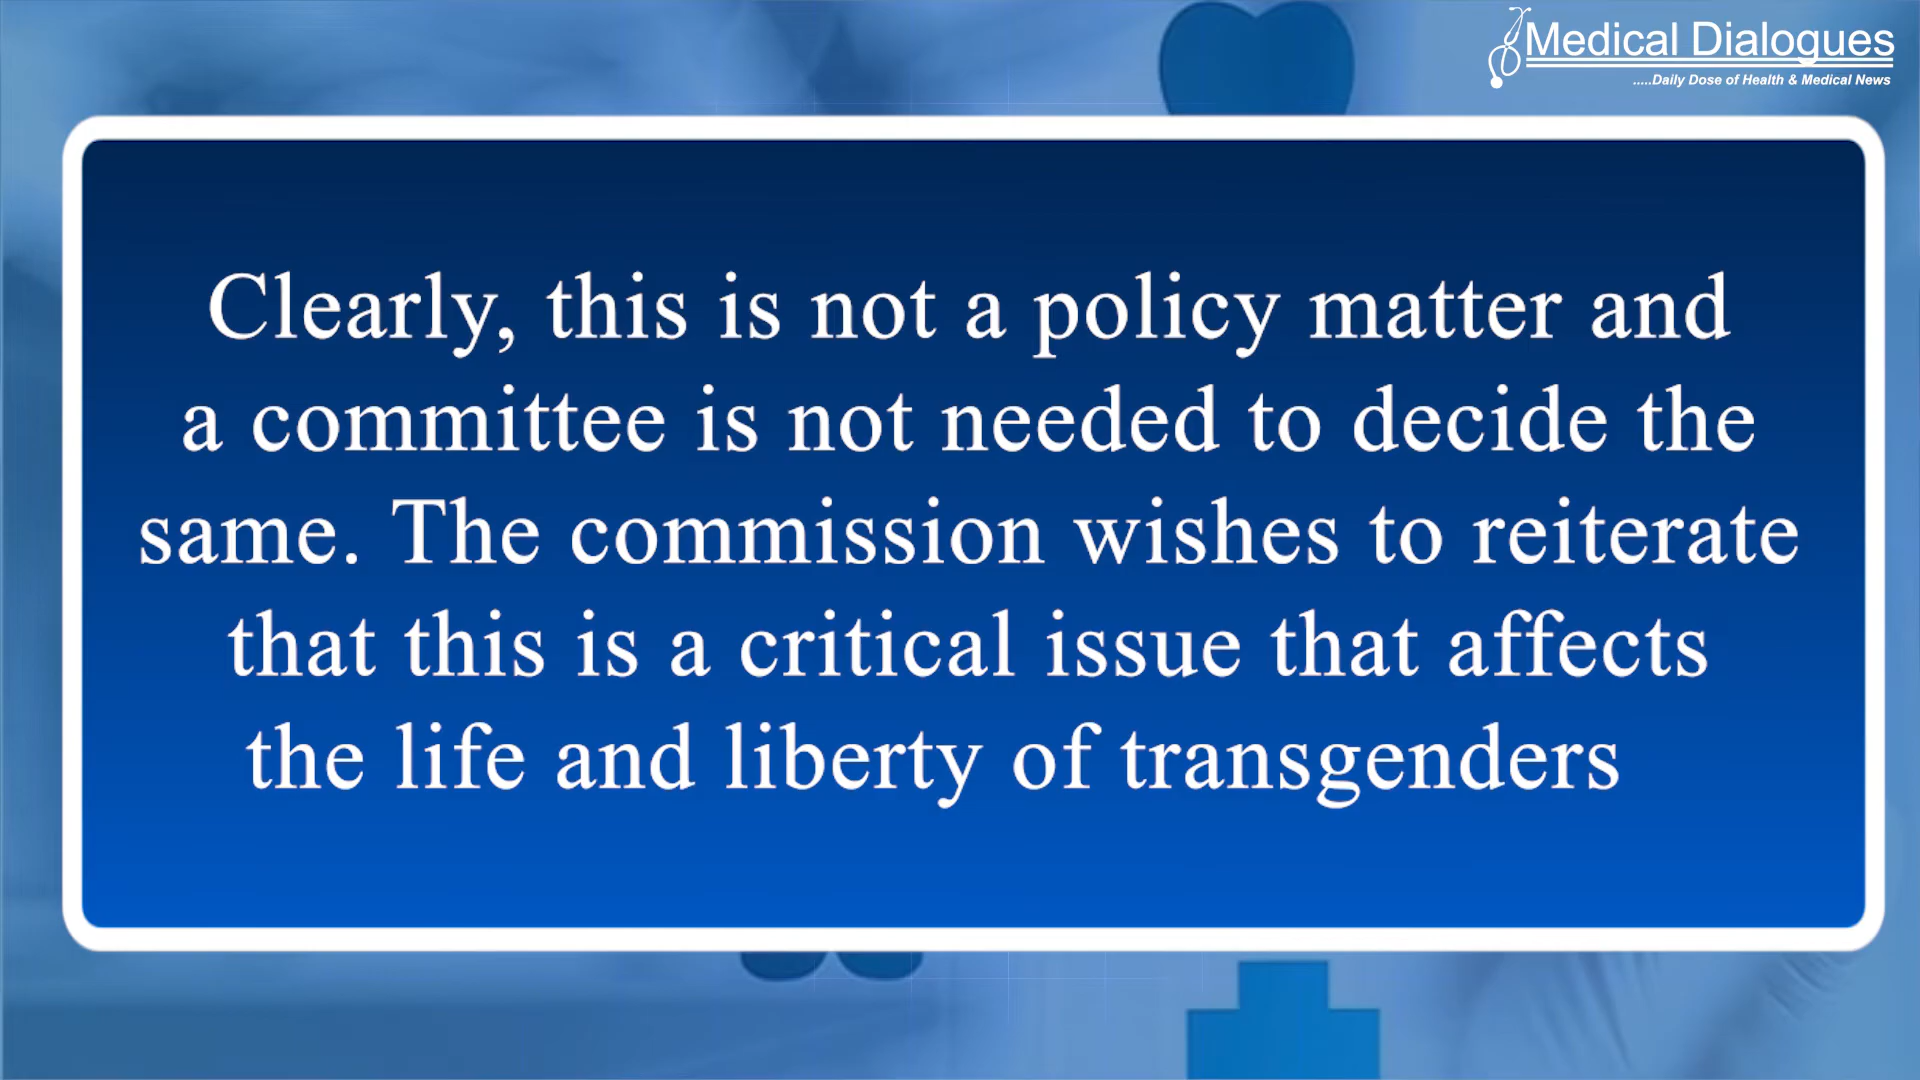 Medical Dialogues
.....Daily Dose of Health & Medical News
Clearly, this is not a policy matter and
a committee is not needed to decide the
same. The commission wishes to reiterate
that this is a critical issue that affects
the life and liberty of transgenders